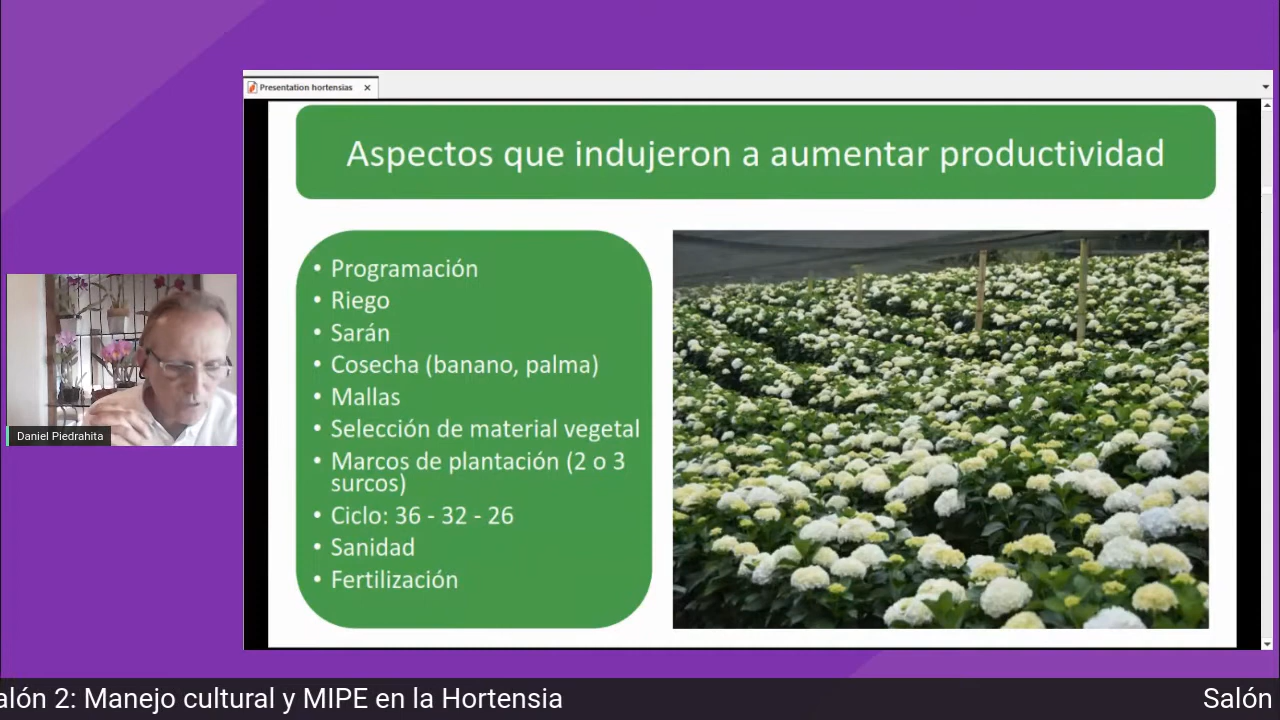 Presentation hortensias
Aspectos que indujeron a aumentar productividad
• Programación
• Riego
• Sarán
• Cosecha (banano, palma)
• Mallas
• Selección de material vegetal
• Marcos de plantación (2 o 3
surcos)
• Ciclo: 36 - 32 - 26
• Sanidad
• Fertilización
Daniel Piedrahita
alón 2: Manejo cultural y MIPE en la Hortensia
Salón